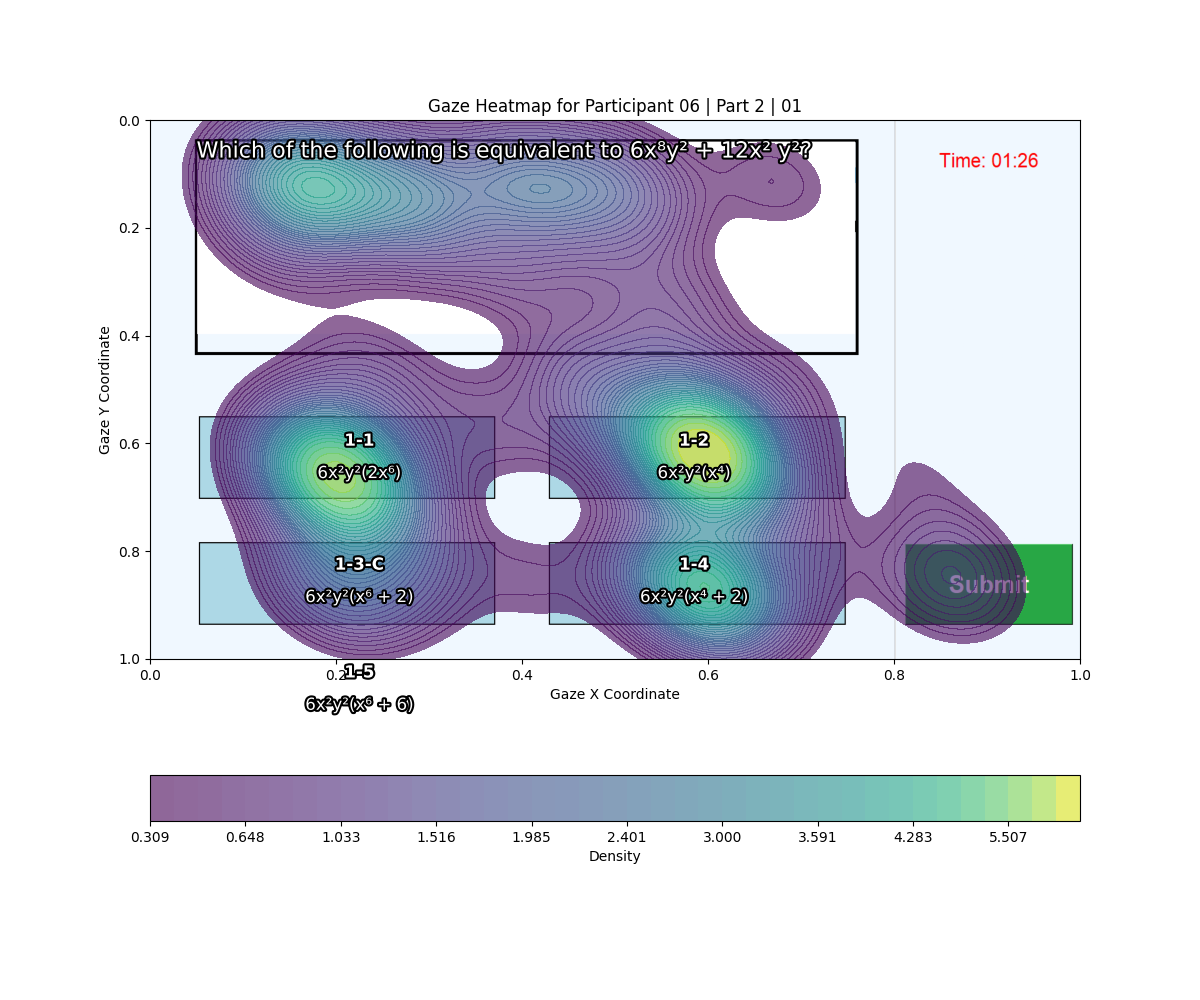 Gaze Heatmap for Participant 06 | Part 2 | 01
Which of the following is equivalent to 6x⁸y² + 12x² y²?
Time: 01:26
0.0
0.2
0.4
0.6
0.8
1.0
Gaze Y Coordinate
1-1
6x²y²(2x⁶)
1-2
6x²y²(x⁴)
1-3-C
6x²y²(x⁶ + 2)
1-4
6x²y²(x⁴ + 2)
Submit
0.0 0.2 0.4 0.6 0.8 1.0
1-5
6x²y²(x⁶ + 6)
Gaze X Coordinate
0.309 0.648 1.033 1.516 1.985 2.401 3.000 3.591 4.283 5.507
Density